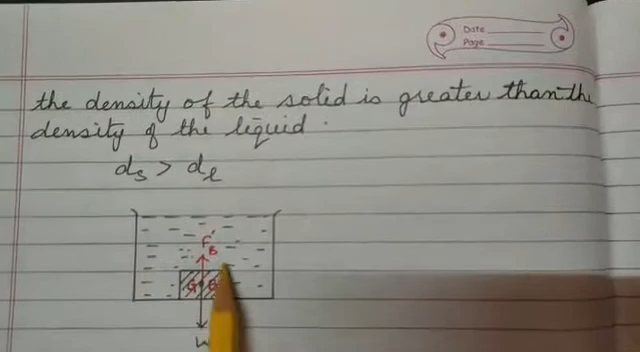 Date
Page
the density of the solid is greater than the
density of the liquid.
ds > dl
F'B
G B
W